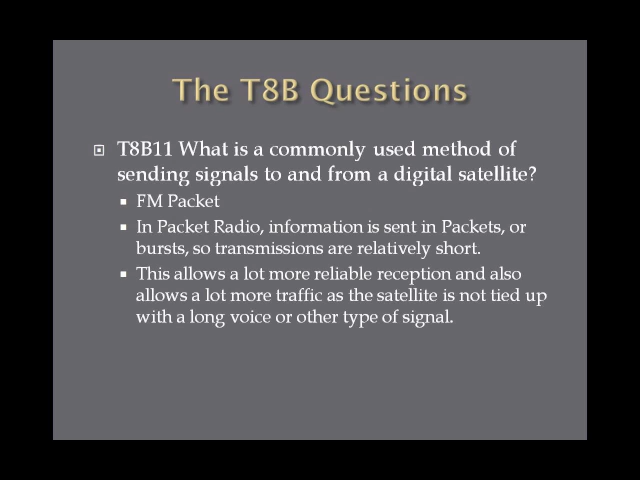 The T8B Questions
T8B11 What is a commonly used method of
sending signals to and from a digital satellite?
FM Packet
In Packet Radio, information is sent in Packets, or
bursts, so transmissions are relatively short.
This allows a lot more reliable reception and also
allows a lot more traffic as the satellite is not tied up
with a long voice or other type of signal.